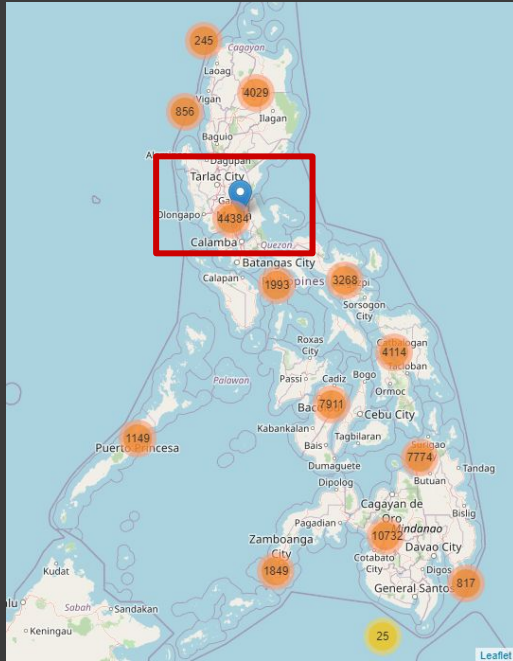 245
Cagayan
Laoag
4029
Vigan
856
Ilagan
Baguio
Dagupan
Tarlac City
Olongapo
44384
Calamba
Quezon
Batangas City
Calapan
1993
3268
Sorsogon
City
Roxas
City
4114
Palawan
Passi
Cadiz
Bogo
Ormoc
7911
Cebu City
Kabankalan
1149
Puerto Princesa
Bais
Tagbilaran
7774
Dumaguete
Butuan
Tandag
Dipolog
Cagayan de
Oro
Bislig
Pagadian
Mindanao
10732
Zamboanga
City
Cotabato
City
Davao City
1849
Digos
817
General Santos
Kudat
Sabah
Sandakan
Keningau
25
Leaflet